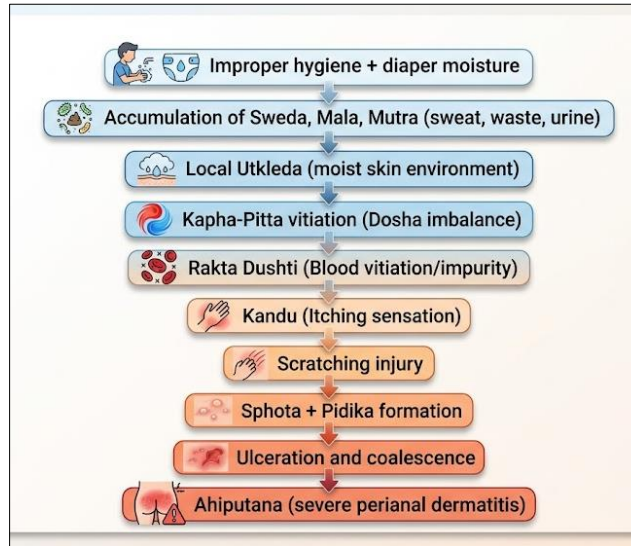 Improper hygiene + diaper moisture
Accumulation of Sweda, Mala, Mutra (sweat, waste, urine)
Local Utkleda (moist skin environment)
Kapha-Pitta vitiation (Dosha imbalance)
Rakta Dushti (Blood vitiation/impurity)
Kandu (Itching sensation)
Scratching injury
Sphota + Pidika formation
Ulceration and coalescence
Ahiputana (severe perianal dermatitis)